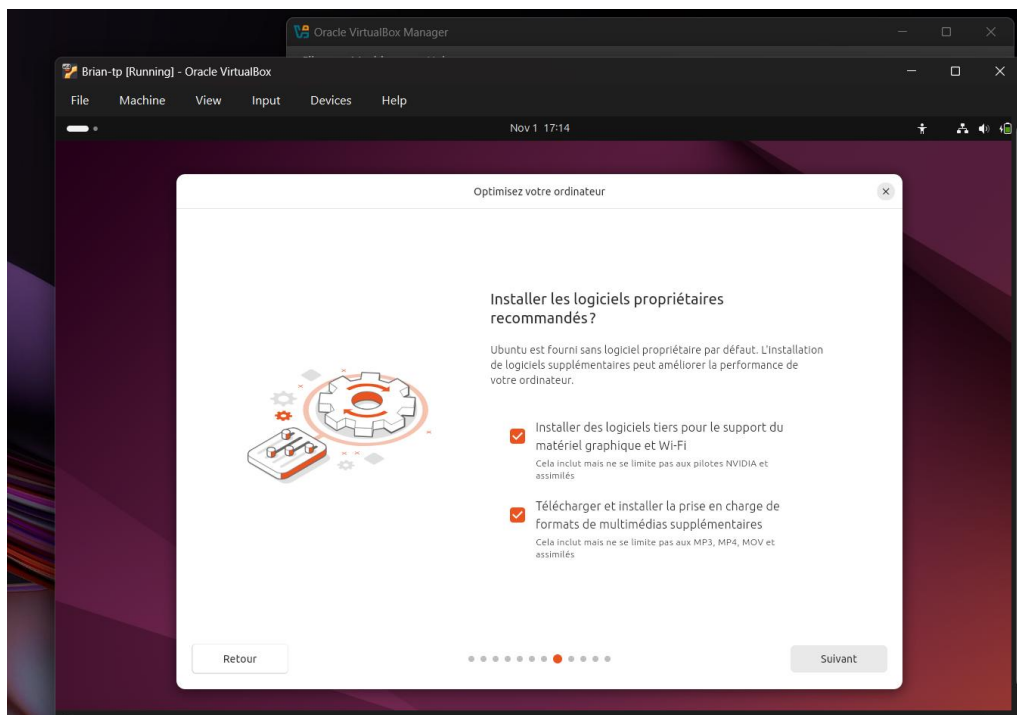 Oracle VirtualBox Manager
Brian-tp [Running] - Oracle VirtualBox
File Machine View Input Devices Help
Nov 1 17:14
Optimisez votre ordinateur
Installer les logiciels propriétaires
recommandés ?
Ubuntu est fourni sans logiciel propriétaire par défaut. L'installation
de logiciels supplémentaires peut améliorer la performance de
votre ordinateur.
Installer des logiciels tiers pour le support du
matériel graphique et Wi-Fi
Cela inclut mais ne se limite pas aux pilotes NVIDIA et
assimilés
Télécharger et installer la prise en charge de
formats de multimédias supplémentaires
Cela inclut mais ne se limite pas aux MP3, MP4, MOV et
assimilés
Retour
Suivant